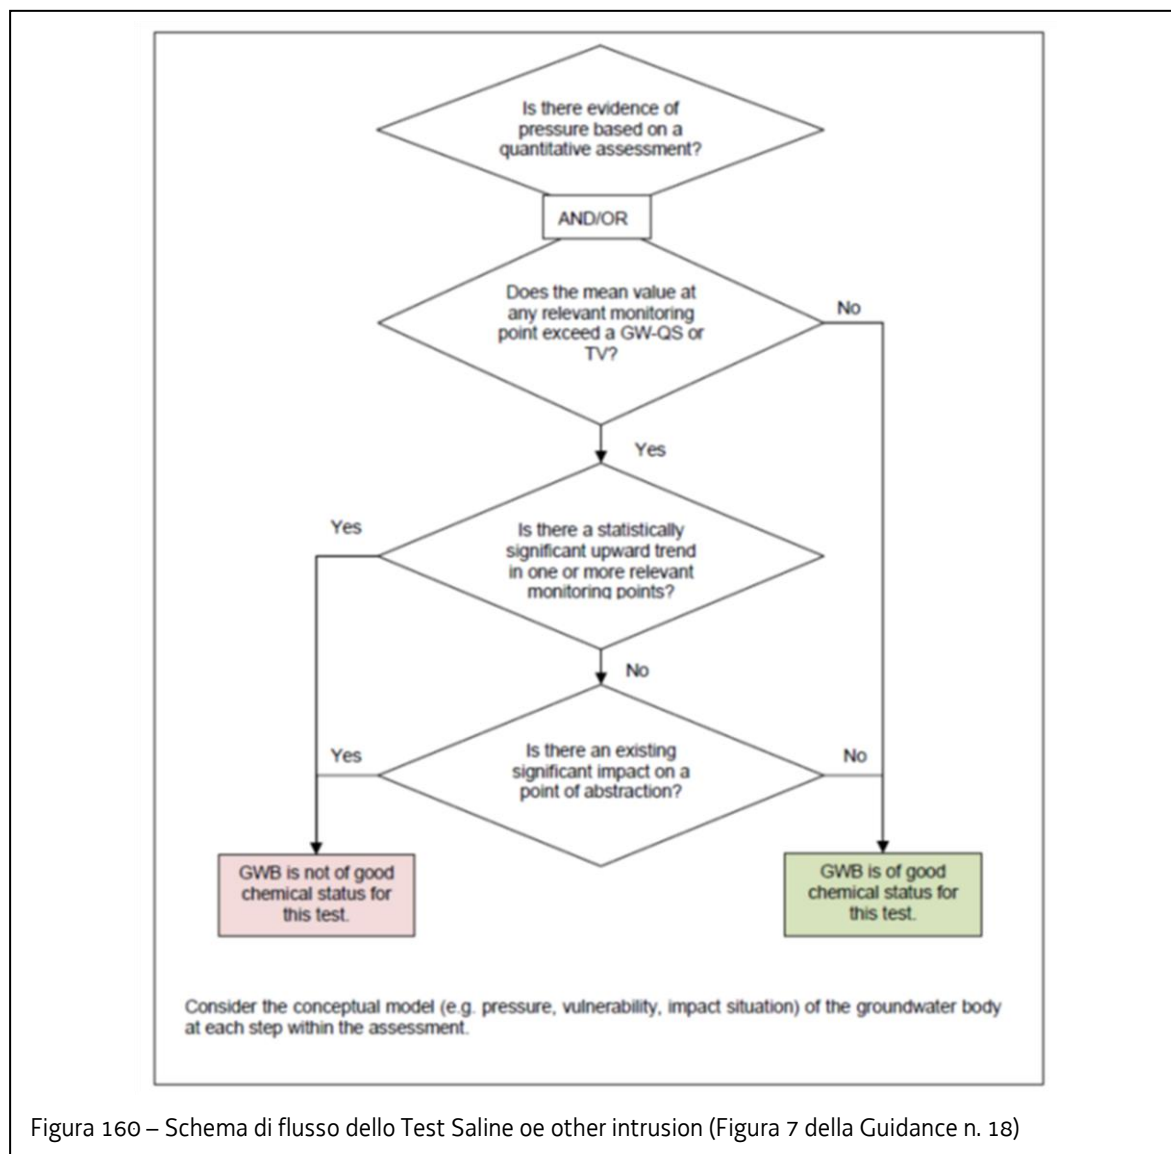 Is there evidence of
pressure based on a
quantitative assessment?
AND/OR
Does the mean value at
any relevant monitoring
point exceed a GW-QS or
TV?
No
Yes
Is there a statistically
significant upward trend
in one or more relevant
monitoring points?
Yes
No
Is there an existing
significant impact on a
point of abstraction?
Yes
No
GWB is not of good
chemical status for
this test.
GWB is of good
chemical status for
this test.
Consider the conceptual model (e.g. pressure, vulnerability, impact situation) of the groundwater body
at each step within the assessment.
Figura 160 – Schema di flusso dello Test Saline oe other intrusion (Figura 7 della Guidance n. 18)